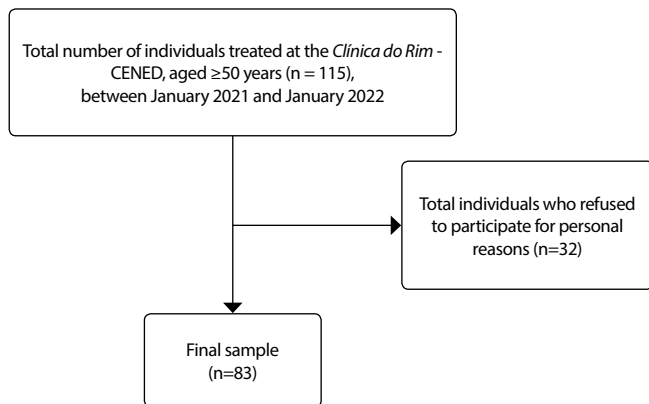 Total number of individuals treated at the Clínica do Rim -
CENED, aged ≥50 years (n = 115),
between January 2021 and January 2022
Total individuals who refused
to participate for personal
reasons (n=32)
Final sample
(n=83)